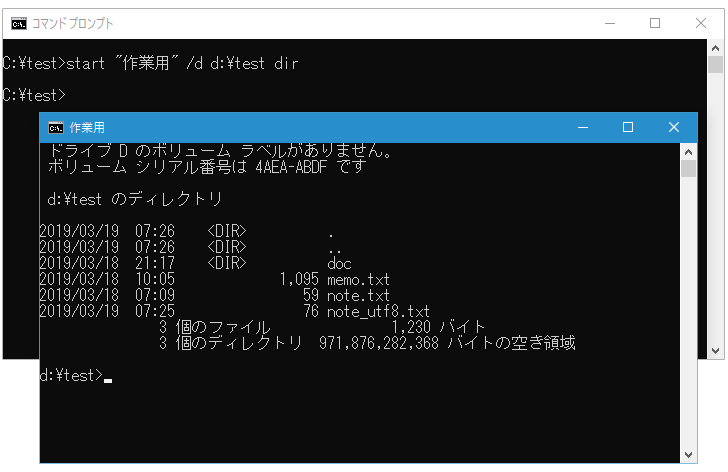 コマンド プロンプト
C:¥test>start "作業用" /d d:¥test dir
C:¥test>
作業用
ドライブ D のボリューム ラベルがありません。
ボリューム シリアル番号は 4AEA-ABDF です
d:¥test のディレクトリ
2019/03/19 07:26 <DIR> .
2019/03/19 07:26 <DIR> ..
2019/03/18 21:17 <DIR> doc
2019/03/18 10:05 1,095 memo.txt
2019/03/18 07:09 59 note.txt
2019/03/19 07:25 76 note_utf8.txt
3 個のファイル 1,230 バイト
3 個のディレクトリ 971,876,282,368 バイトの空き領域
d:¥test>